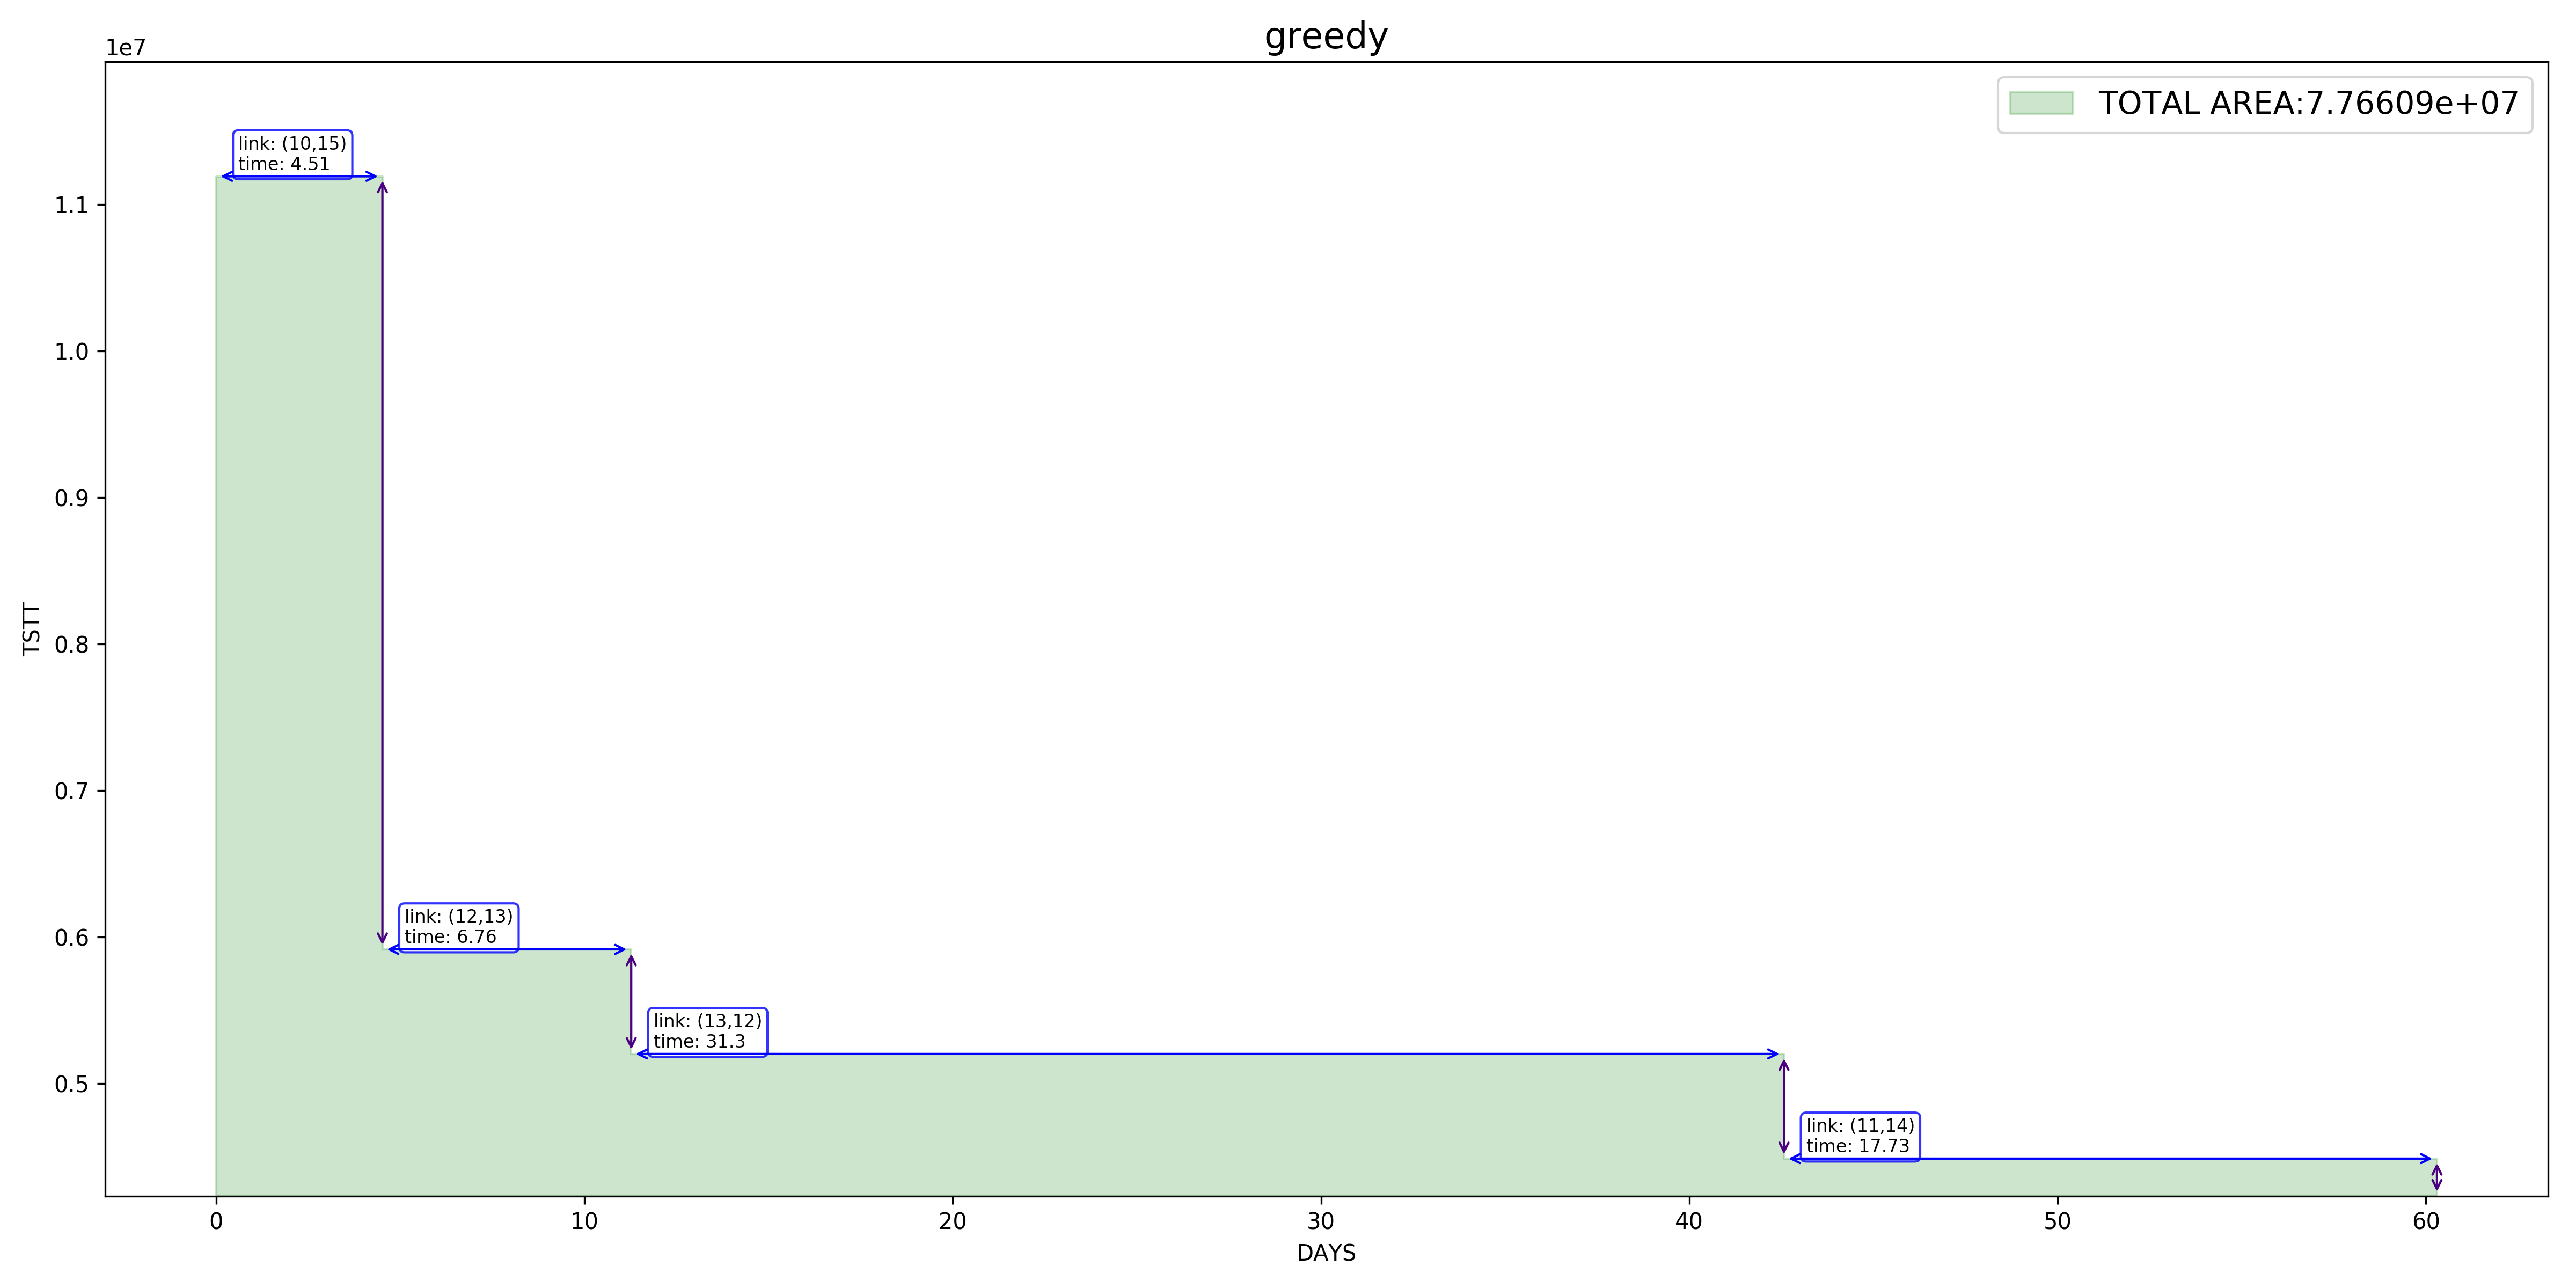 greedy
1e7
TOTAL AREA:7.76609e+07
link: (10,15)
time: 4.51
1.1
1.0
0.9
0.8
0.7
0.6
0.5
TSTT
link: (12,13)
time: 6.76
link: (13,12)
time: 31.3
link: (11,14)
time: 17.73
0 10 20 30 40 50 60
DAYS